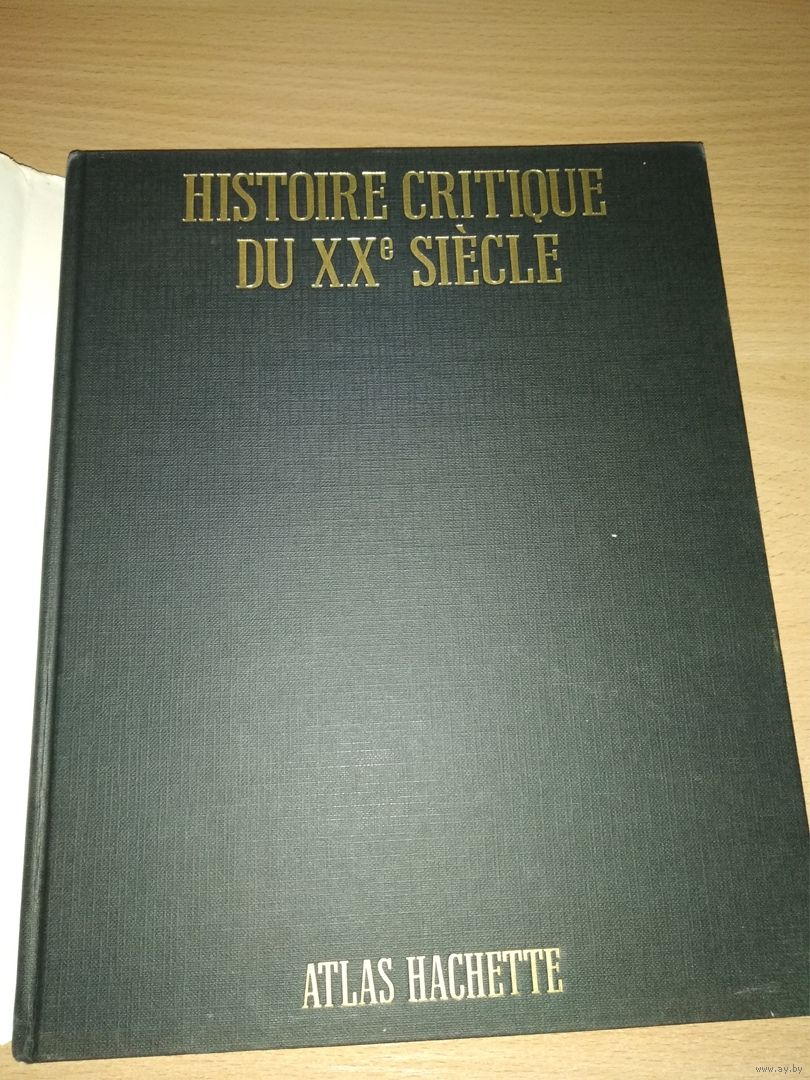 HISTOIRE CRITIQUE
DU XXe SIÈCLE
ATLAS HACHETTE
www.ay.by